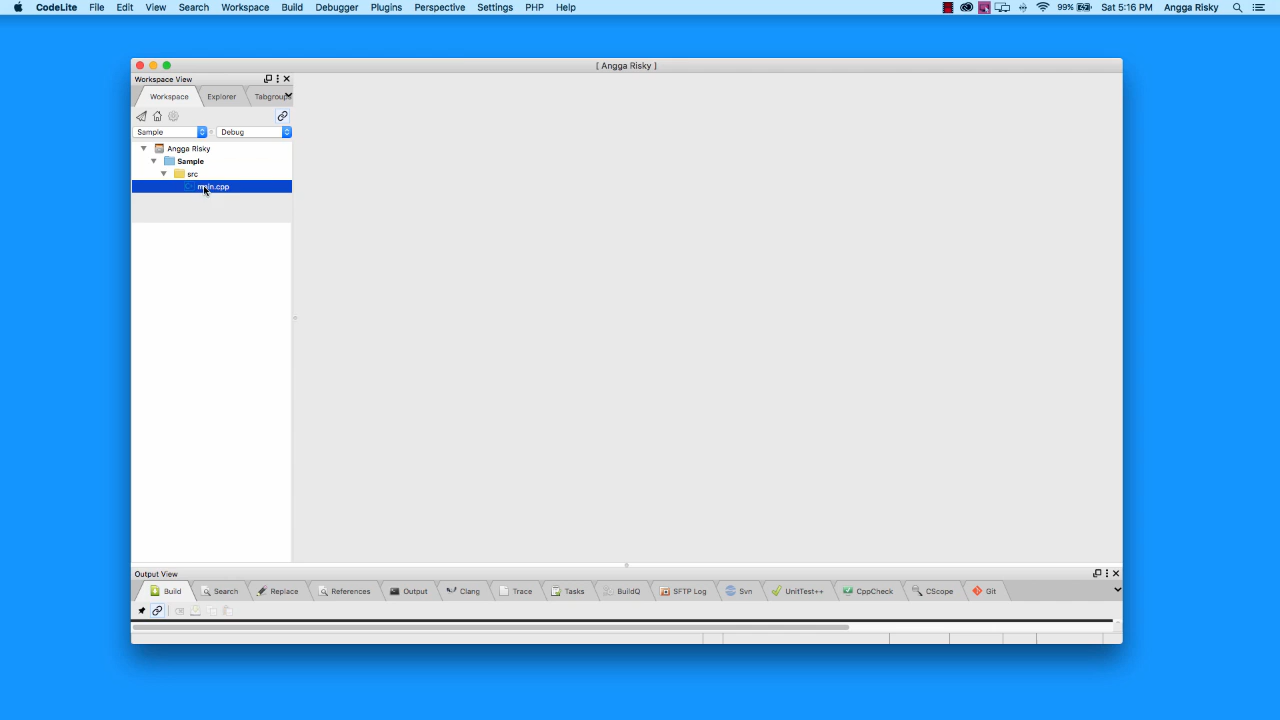 CodeLite File Edit View Search Workspace Build Debugger Plugins Perspective Settings PHP Help 99% Sat 5:16 PM Angga Risky
[ Angga Risky ]
Workspace View
Workspace Explorer Tabgroups
Sample Debug
Angga Risky
Sample
src
main.cpp
Output View
Build Search Replace References Output Clang Trace Tasks BuildQ SFTP Log Svn UnitTest++ CppCheck CScope Git